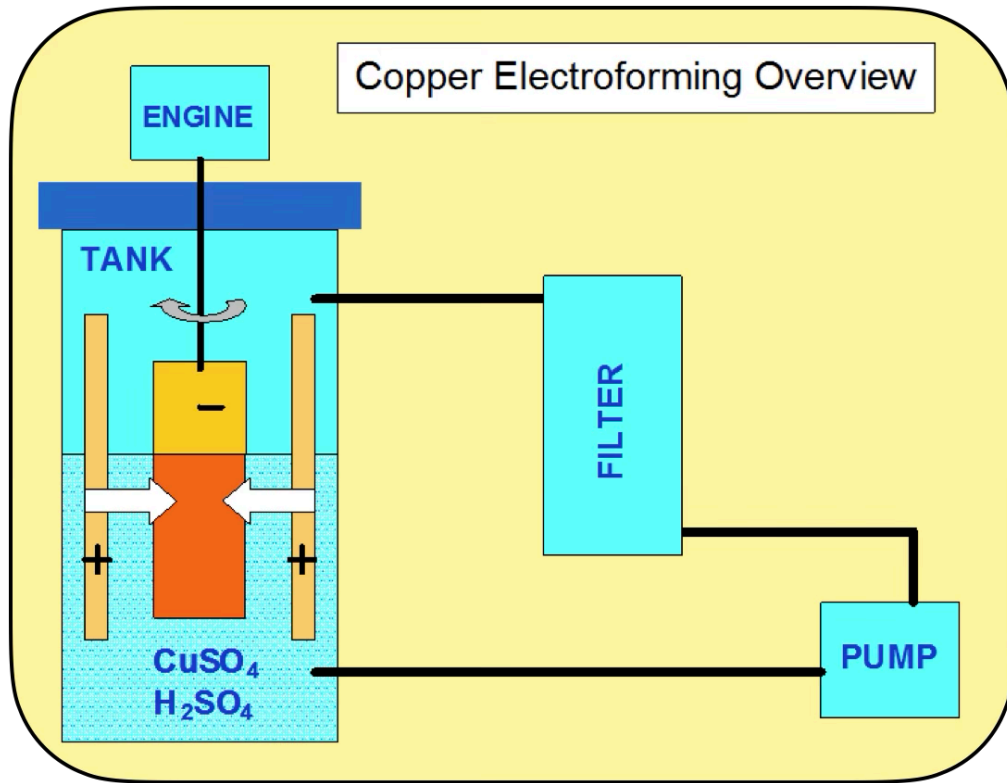 Copper Electroforming Overview
ENGINE
TANK
−
+
+
CuSO₄
H₂SO₄
FILTER
PUMP